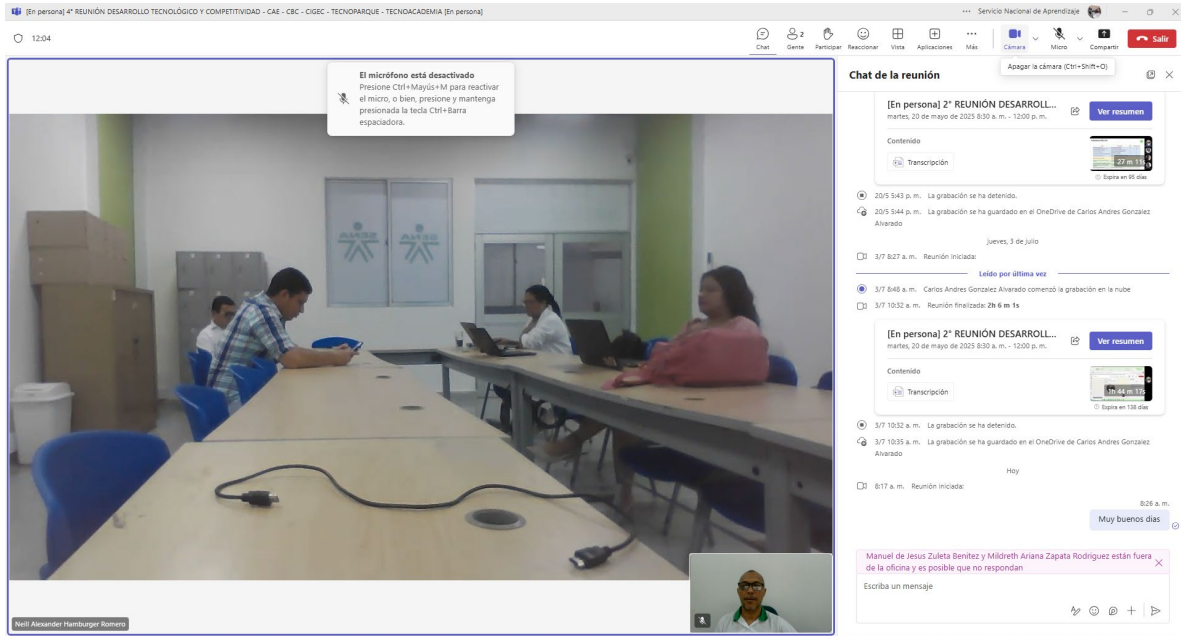 [En persona] 4° REUNIÓN DESARROLLO TECNOLÓGICO Y COMPETITIVIDAD - CAE - CBC - CIGEC - TECNOPARQUE - TECNOACADEMIA [En persona]
Servicio Nacional de Aprendizaje
12:04
Chat
2
Gente
Participar
Reaccionar
Vista
Aplicaciones
Más
Cámara
Micro
Compartir
Salir
Apagar la cámara (Ctrl+Shift+O)
El micrófono está desactivado
Presione Ctrl+Mayús+M para reactivar
el micro, o bien, presione y mantenga
presionada la tecla Ctrl+Barra
espaciadora.
SENA
SENA
Neill Alexander Hamburger Romero
Chat de la reunión
[En persona] 2° REUNIÓN DESARROLL...
martes, 20 de mayo de 2025 8:30 a. m. - 12:00 p. m.
Ver resumen
Contenido
Transcripción
27 m 11s
Expira en 95 días
20/5 5:43 p. m. La grabación se ha detenido.
20/5 5:44 p. m. La grabación se ha guardado en el OneDrive de Carlos Andres Gonzalez
Alvarado
jueves, 3 de julio
3/7 8:27 a. m. Reunión iniciada:
Leído por última vez
3/7 8:48 a. m. Carlos Andres Gonzalez Alvarado comenzó la grabación en la nube
3/7 10:32 a. m. Reunión finalizada: 2h 6 m 1s
[En persona] 2° REUNIÓN DESARROLL...
martes, 20 de mayo de 2025 8:30 a. m. - 12:00 p. m.
Ver resumen
Contenido
Transcripción
1h 44 m 17s
Expira en 138 días
3/7 10:32 a. m. La grabación se ha detenido.
3/7 10:35 a. m. La grabación se ha guardado en el OneDrive de Carlos Andres Gonzalez
Alvarado
Hoy
8:17 a. m. Reunión iniciada:
8:26 a. m.
Muy buenos dias
Manuel de Jesus Zuleta Benitez y Mildreth Ariana Zapata Rodriguez están fuera
de la oficina y es posible que no respondan
Escriba un mensaje